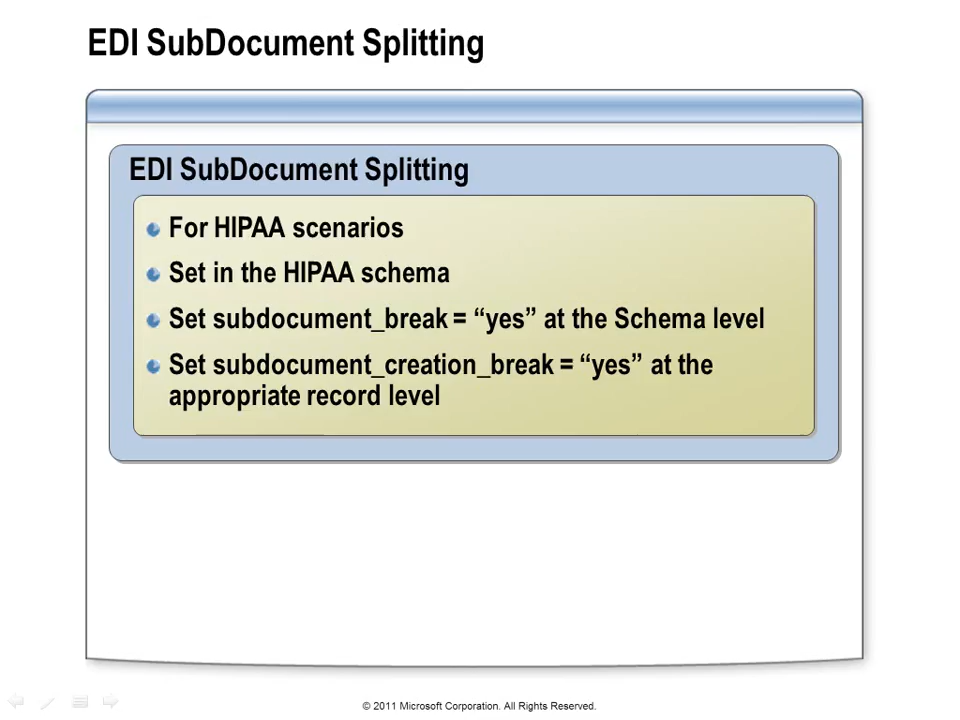 EDI SubDocument Splitting
EDI SubDocument Splitting
For HIPAA scenarios
Set in the HIPAA schema
Set subdocument_break = “yes” at the Schema level
Set subdocument_creation_break = “yes” at the
appropriate record level
© 2011 Microsoft Corporation. All Rights Reserved.